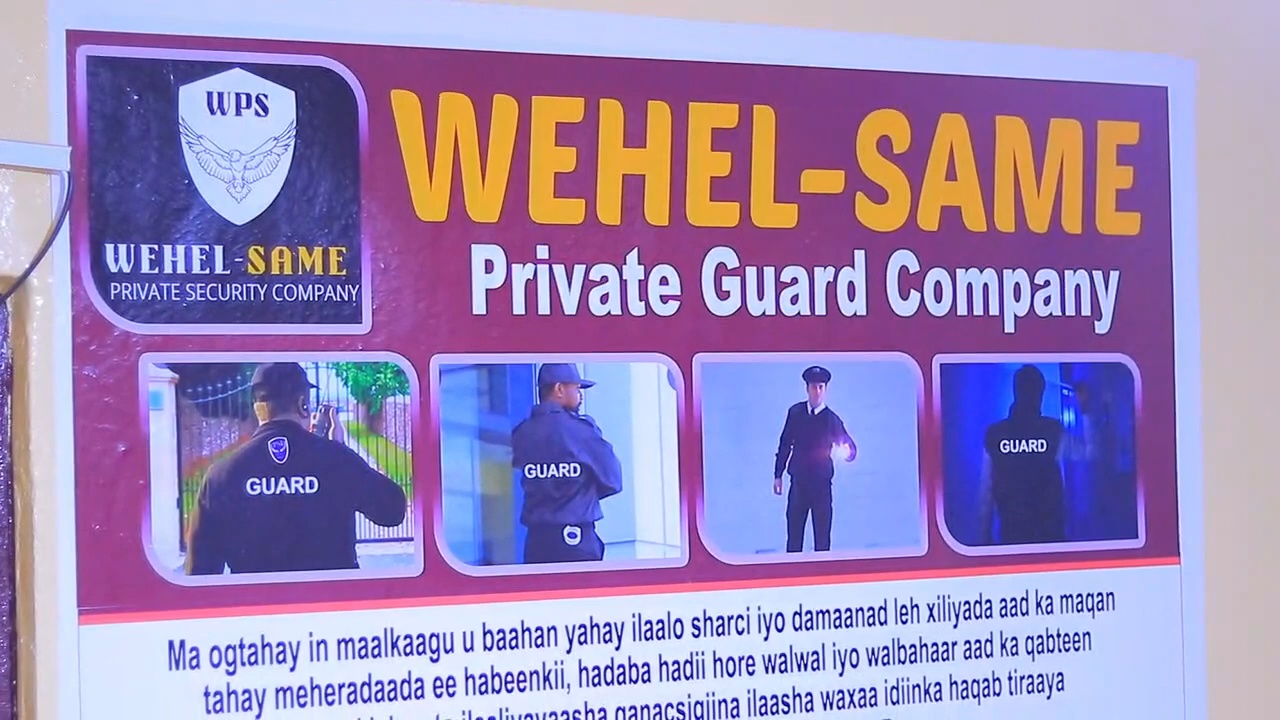 WPS
WEHEL-SAME
PRIVATE SECURITY COMPANY
WEHEL-SAME
Private Guard Company
GUARD
GUARD
GUARD
Ma ogtahay in maalkaagu u baahan yahay ilaalo sharci iyo damaanad leh xiliyada aad ka maqan
tahay meheradaada ee habeenkii, hadaba hadii hore walwal iyo walbahaar aad ka qabteen
ganacsigiina ilaasha waxaa idiinka haqab tiraaya